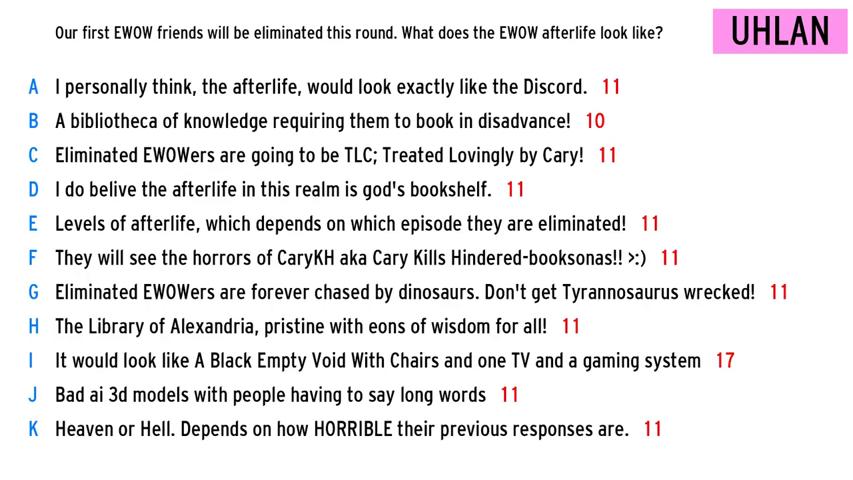 Our first EWOW friends will be eliminated this round. What does the EWOW afterlife look like?
UHLAN
A I personally think, the afterlife, would look exactly like the Discord. 11
B A bibliotheca of knowledge requiring them to book in disadvance! 10
C Eliminated EWOWers are going to be TLC; Treated Lovingly by Cary! 11
D I do belive the afterlife in this realm is god's bookshelf. 11
E Levels of afterlife, which depends on which episode they are eliminated! 11
F They will see the horrors of CaryKH aka Cary Kills Hindered-booksonas!! >:) 11
G Eliminated EWOWers are forever chased by dinosaurs. Don't get Tyrannosaurus wrecked! 11
H The Library of Alexandria, pristine with eons of wisdom for all! 11
I It would look like A Black Empty Void With Chairs and one TV and a gaming system 17
J Bad ai 3d models with people having to say long words 11
K Heaven or Hell. Depends on how HORRIBLE their previous responses are. 11